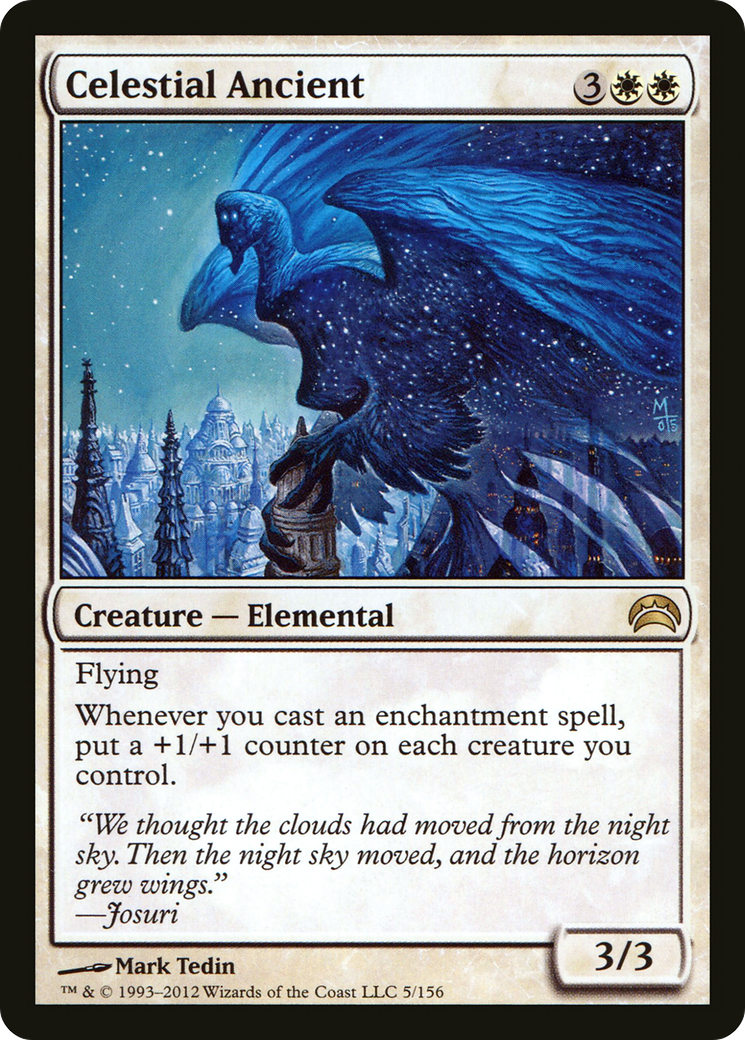 Celestial Ancient 3
M
05
Creature — Elemental
Flying
Whenever you cast an enchantment spell,
put a +1/+1 counter on each creature you
control.
“We thought the clouds had moved from the night
sky. Then the night sky moved, and the horizon
grew wings.”
—Josuri
3/3
Mark Tedin
™ & © 1993–2012 Wizards of the Coast LLC 5/156